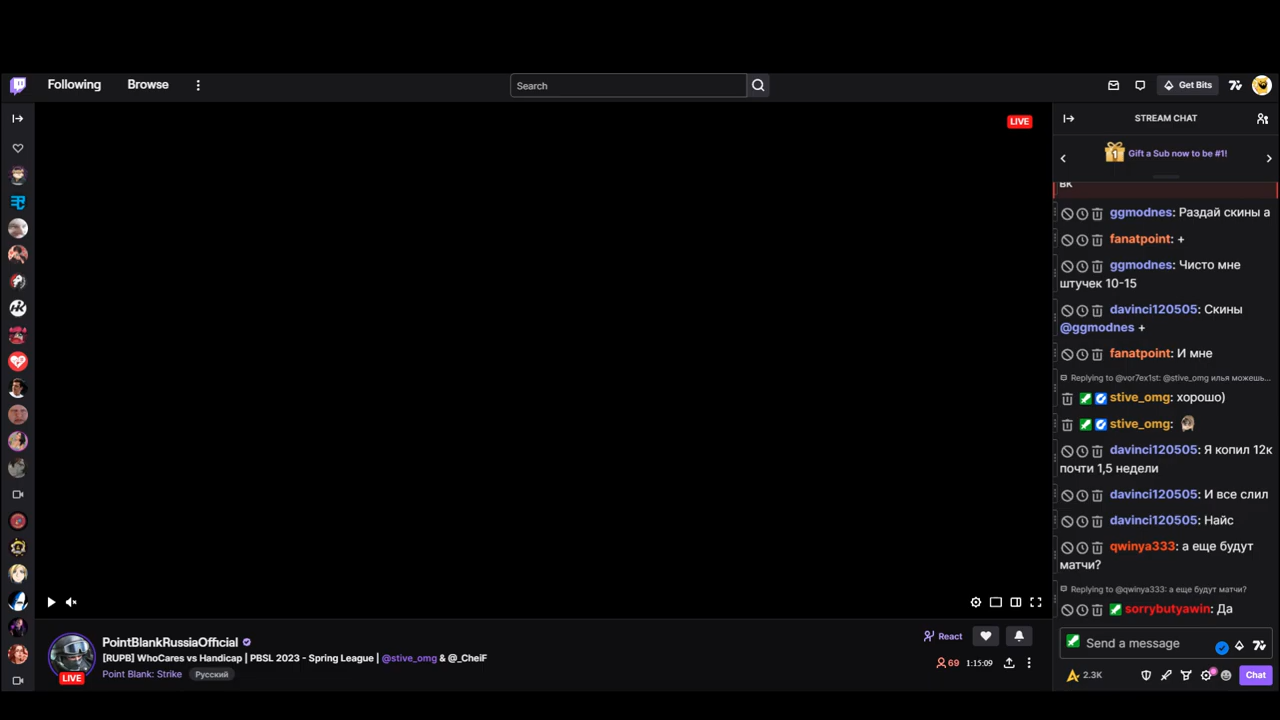 Following
Browse
Search
Get Bits
LIVE
STREAM CHAT
Gift a Sub now to be #1!
вк
ggmodnes: Раздай скины а
fanatpoint: +
ggmodnes: Чисто мне
штучек 10-15
davinci120505: Скины
@ggmodnes +
fanatpoint: И мне
Replying to @vor7ex1st: @stive_omg илья можешь...
stive_omg: хорошо)
stive_omg:
davinci120505: Я копил 12к
почти 1,5 недели
davinci120505: И все слил
davinci120505: Найс
qwinya333: а еще будут
матчи?
Replying to @qwinya333: а еще будут матчи?
sorrybutyawin: Да
Send a message
2.3K
Chat
PointBlankRussiaOfficial
[RUPB] WhoCares vs Handicap | PBSL 2023 - Spring League | @stive_omg & @_CheiF
Point Blank: Strike
Русский
LIVE
React
69
1:15:09